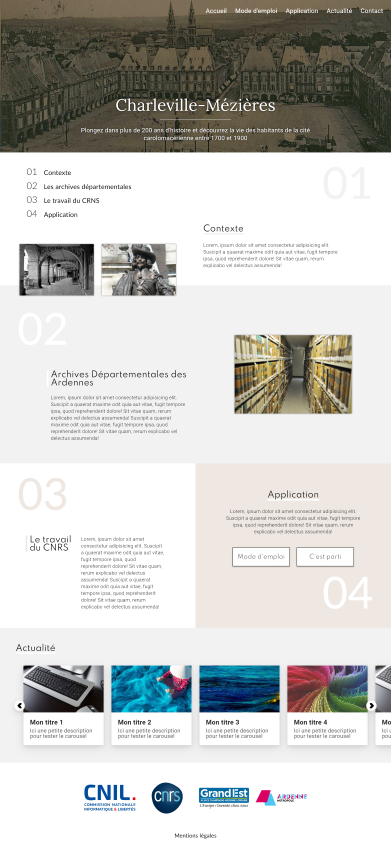 Accueil Mode d'emploi Application Actualité Contact
Charleville-Mézières
Plongez dans plus de 200 ans d'histoire et découvrez la vie des habitants de la cité
carolomacérienne entre 1700 et 1900
01 Contexte
02 Les archives départementales
03 Le travail du CRNS
04 Application
01
Contexte
Lorem, ipsum dolor sit amet consectetur adipisicing elit.
Suscipit a quaerat maxime odit quia aut vitae, fugit tempore
ipsa, quod reprehenderit dolore! Sit vitae quam, rerum
explicabo vel delectus assumenda!
02
Archives Départementales des
Ardennes
Lorem, ipsum dolor sit amet consectetur adipisicing elit.
Suscipit a quaerat maxime odit quia aut vitae, fugit tempore
ipsa, quod reprehenderit dolore! Sit vitae quam, rerum
explicabo vel delectus assumenda! Suscipit a quaerat
maxime odit quia aut vitae, fugit tempore ipsa, quod
reprehenderit dolore! Sit vitae quam, rerum explicabo vel
delectus assumenda!
03
Le travail
du CNRS
Lorem, ipsum dolor sit amet
consectetur adipisicing elit. Suscipit
a quaerat maxime odit quia aut
vitae, fugit tempore ipsa, quod
reprehenderit dolore! Sit vitae
quam, rerum explicabo vel delectus
assumenda! Suscipit a quaerat
maxime odit quia aut vitae, fugit
tempore ipsa, quod reprehenderit
dolore! Sit vitae quam, rerum
explicabo vel delectus assumenda!
Application
Lorem, ipsum dolor sit amet consectetur adipisicing elit.
Suscipit a quaerat maxime odit quia aut vitae, fugit tempore
ipsa, quod reprehenderit dolore! Sit vitae quam, rerum
explicabo vel delectus assumenda!
Mode d'emploi C'est parti
04
Actualité
Mon titre 1
Ici une petite description
pour tester le carousel
Mon titre 2
Ici une petite description
pour tester le carousel
Mon titre 3
Ici une petite description
pour tester le carousel
Mon titre 4
Ici une petite description
pour tester le carousel
Mo
Ici
po
CNIL.
COMMISSION NATIONALE
INFORMATIQUE & LIBERTÉS
cnrs
GrandEst
L'Europe s'invente chez nous
ARDENNE
MÉTROPOLE
Mentions légales